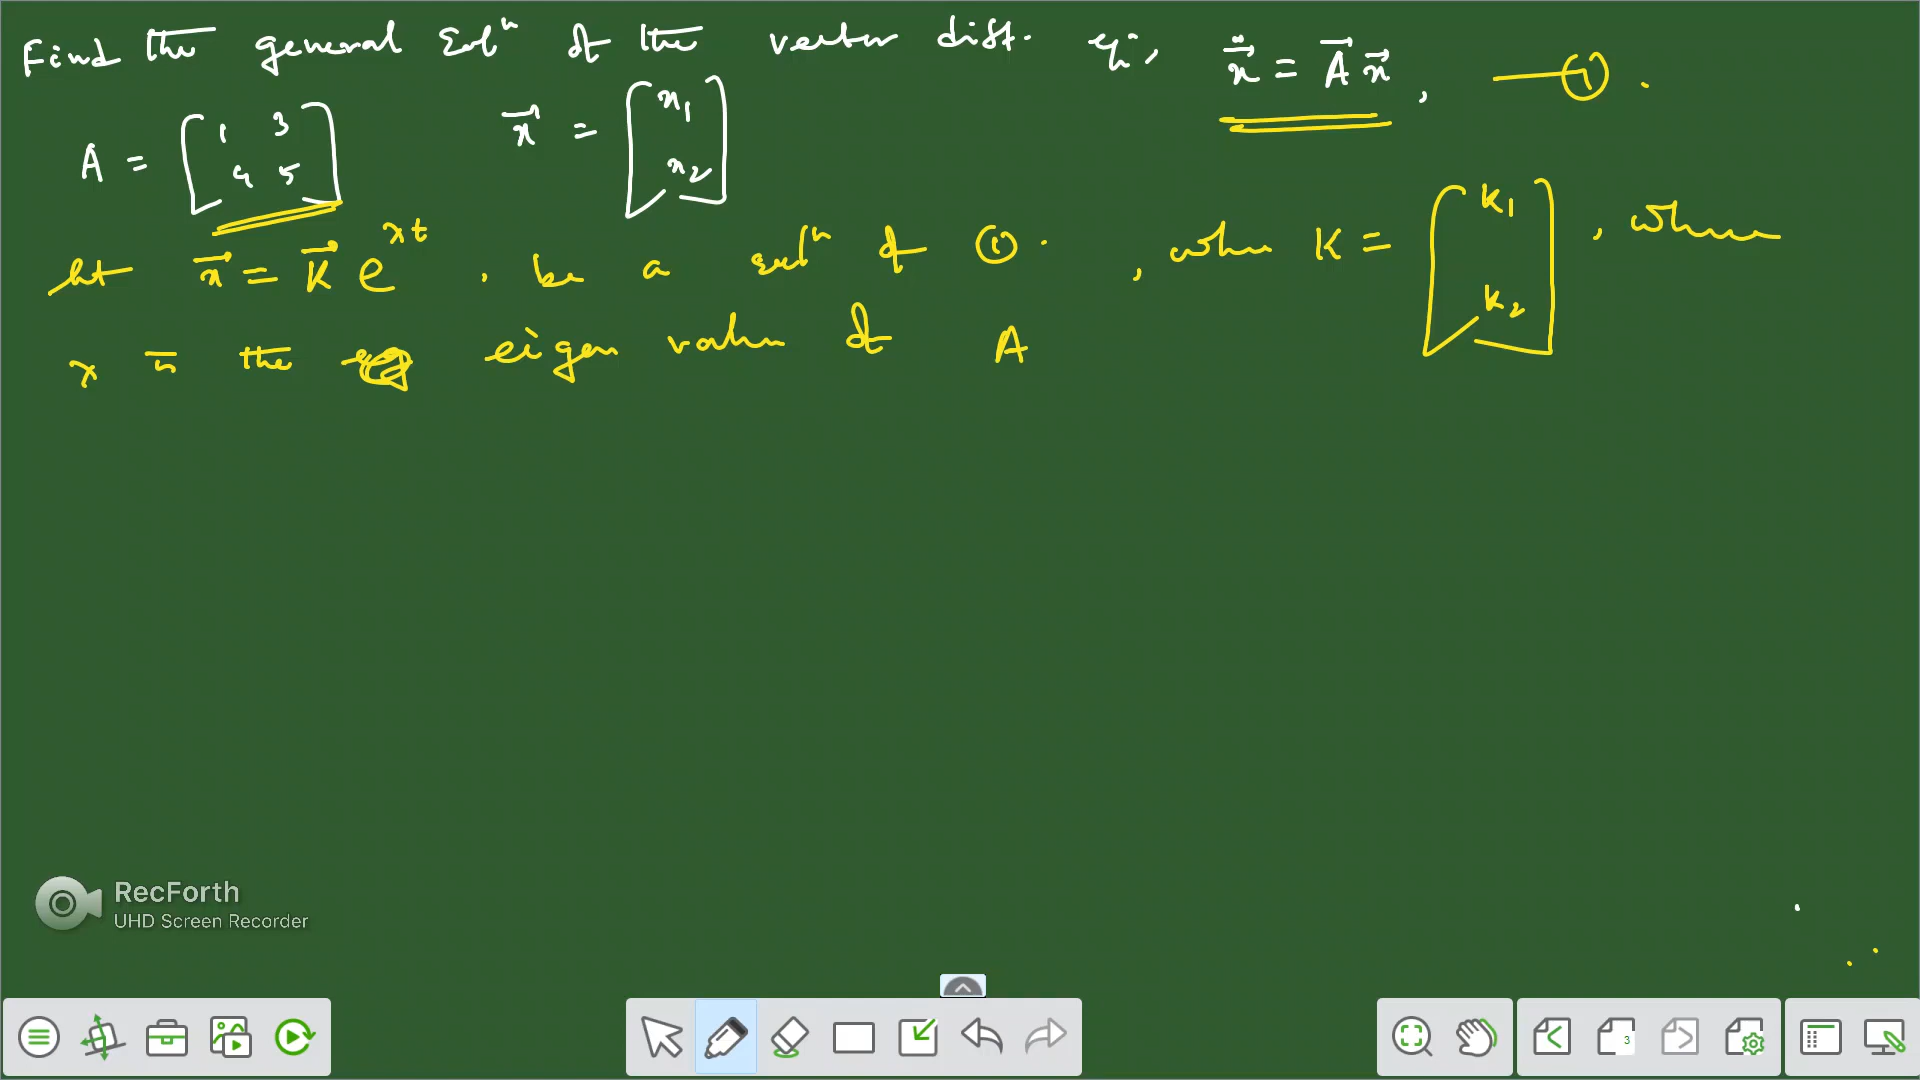 Find the general Solⁿ of the vector diff. eqⁿ, ẍ = A x, — ①.
A = [1 3 4 5] x = [x₁ x₂]
let x = K e^λt, be a solⁿ of ①. , where K = [K₁ K₂], where
λ is the eigen value of A
RecForth
UHD Screen Recorder
3